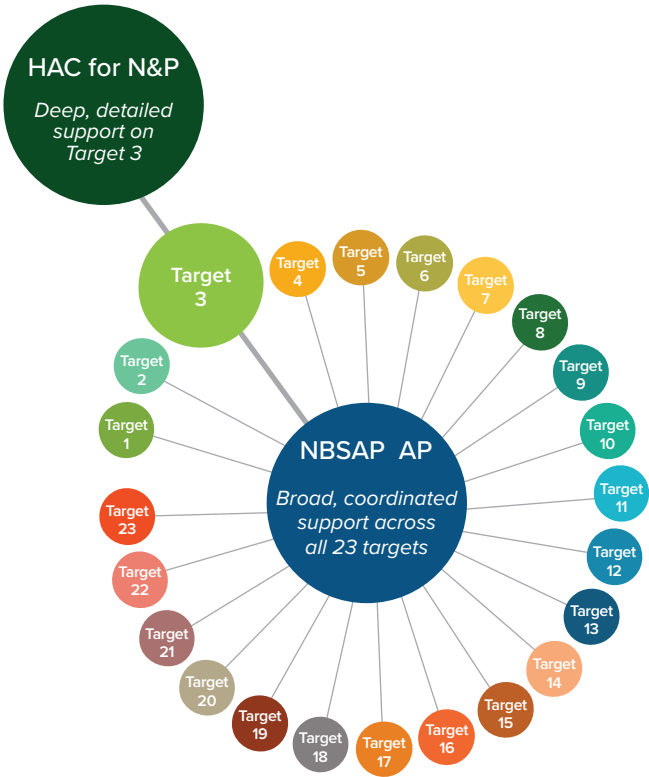 HAC for N&P
Deep, detailed
support on
Target 3
Target
3
Target
4
Target
5
Target
6
Target
7
Target
8
Target
9
Target
10
Target
11
Target
12
Target
13
Target
14
Target
15
Target
16
Target
17
Target
18
Target
19
Target
20
Target
21
Target
22
Target
23
Target
1
Target
2
NBSAP AP
Broad, coordinated
support across
all 23 targets